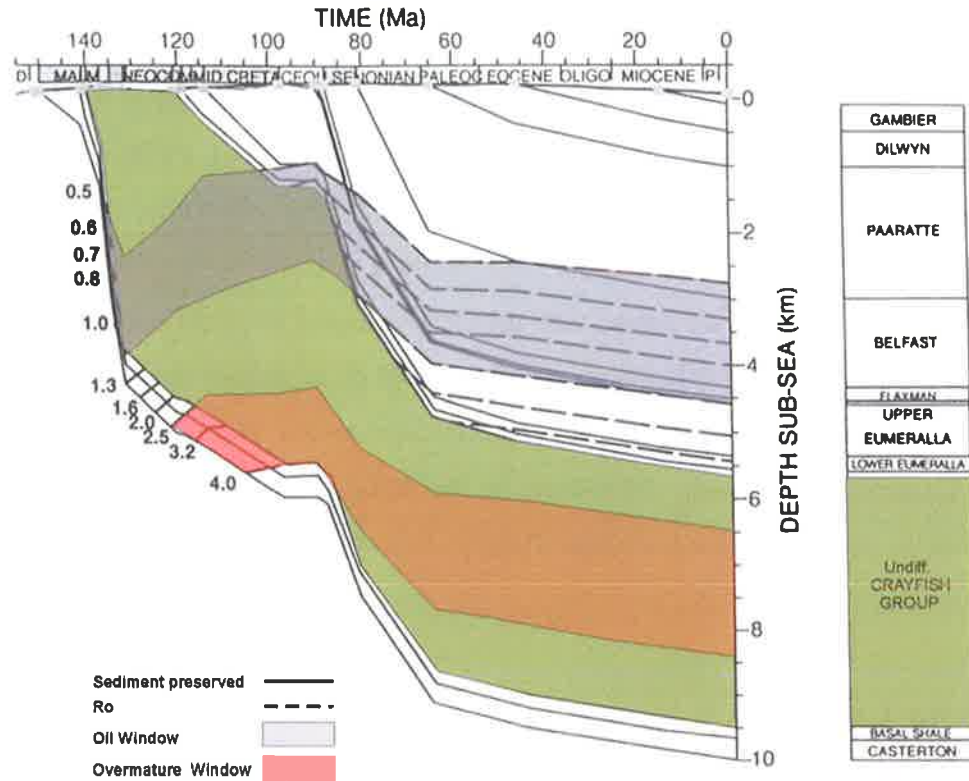 TIME (Ma)
140 120 100 80 60 40 20 0
MALM NEOCOM MID CRETACEOUS SENONIAN PALEOC EOCENE OLIGO MIOCENE PI
0
2
4
6
8
10
DEPTH SUB-SEA (km)
0.5
0.6
0.7
0.8
1.0
1.3
1.6
2.0
2.5
3.2
4.0
GAMBIER
DILWYN
PAARATTE
BELFAST
FLAXMAN
UPPER
EUMERALLA
LOWER EUMERALLA
Undiff.
CRAYFISH
GROUP
BASAL SHALE
CASTERTON
Sediment preserved
Ro
Oil Window
Overmature Window